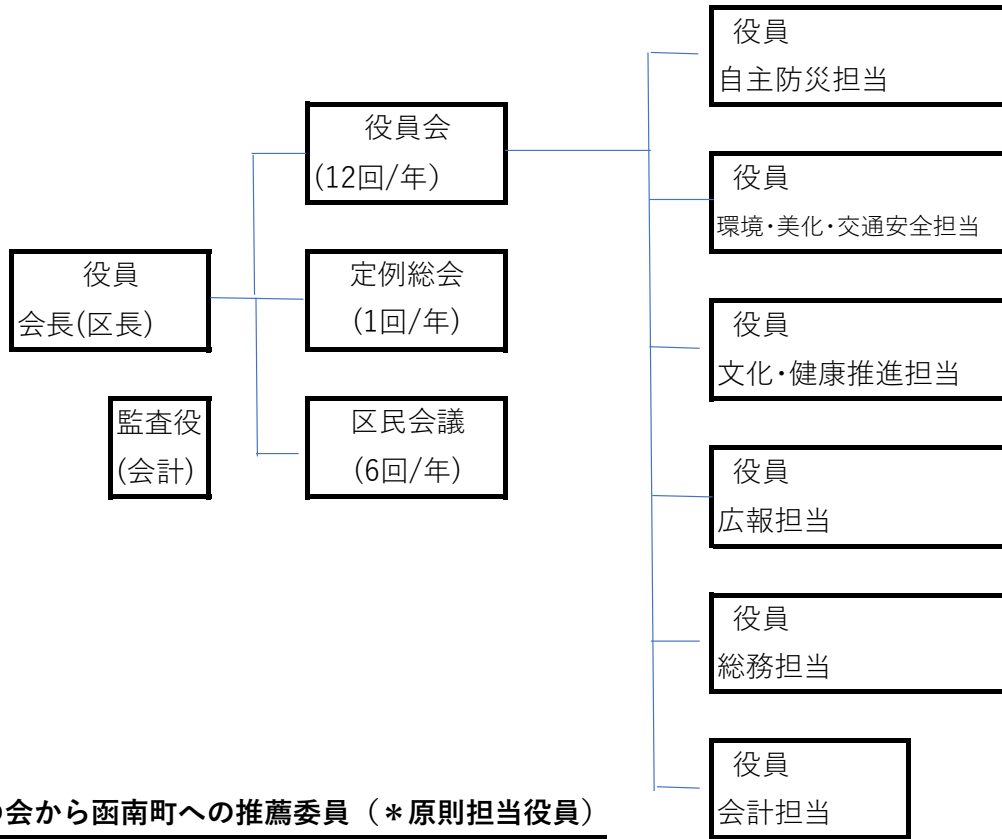 役員
会長(区長)
監査役
(会計)
役員会
(12回/年)
定例総会
(1回/年)
区民会議
(6回/年)
役員
自主防災担当
役員
環境・美化・交通安全担当
役員
文化・健康推進担当
役員
広報担当
役員
総務担当
役員
会計担当
の会から函南町への推薦委員（＊原則担当役員）